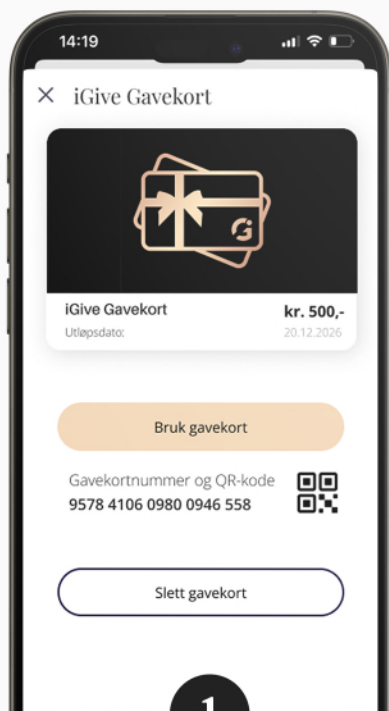 14:19
iGive Gavekort
iGive Gavekort kr. 500,-
Utløpsdato: 20.12.2026
Bruk gavekort
Gavekortnummer og QR-kode
9578 4106 0980 0946 558
Slett gavekort
1